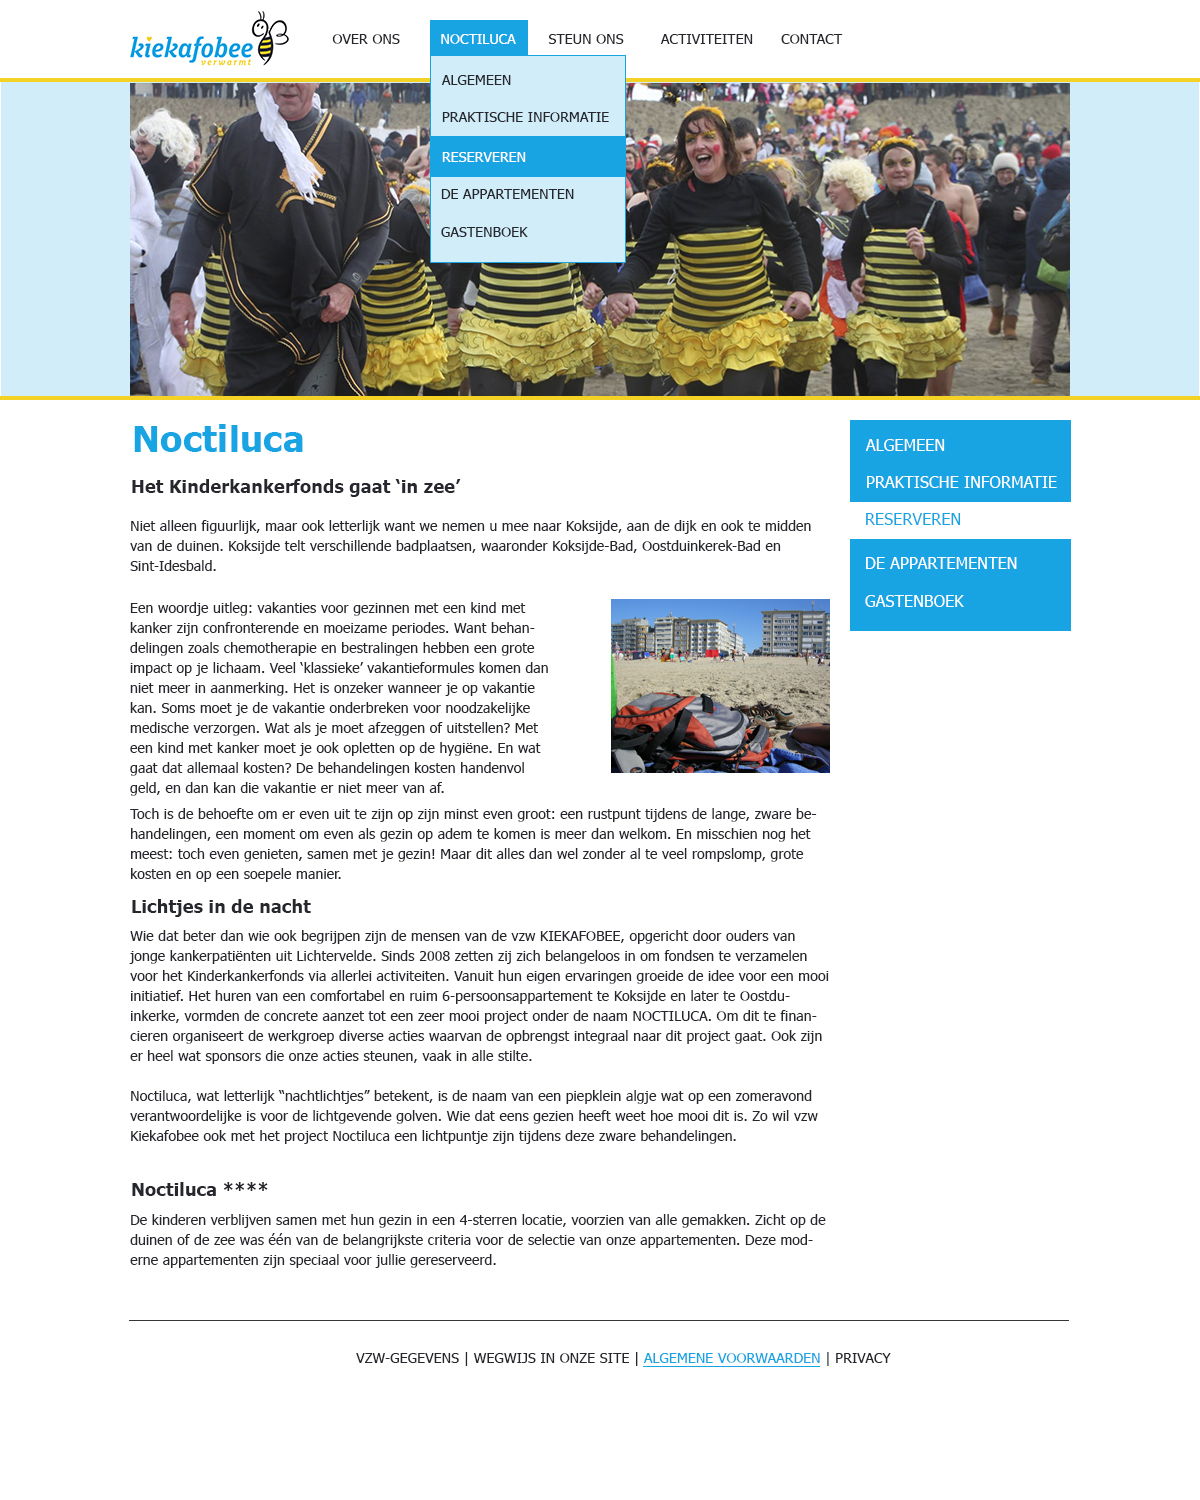 kiekafobee
verwarmt
OVER ONS NOCTILUCA STEUN ONS ACTIVITEITEN CONTACT
ALGEMEEN
PRAKTISCHE INFORMATIE
RESERVEREN
DE APPARTEMENTEN
GASTENBOEK
Noctiluca
Het Kinderkankerfonds gaat ‘in zee’
Niet alleen figuurlijk, maar ook letterlijk want we nemen u mee naar Koksijde, aan de dijk en ook te midden
van de duinen. Koksijde telt verschillende badplaatsen, waaronder Koksijde-Bad, Oostduinkerek-Bad en
Sint-Idesbald.
Een woordje uitleg: vakanties voor gezinnen met een kind met
kanker zijn confronterende en moeizame periodes. Want behan-
delingen zoals chemotherapie en bestralingen hebben een grote
impact op je lichaam. Veel ‘klassieke’ vakantieformules komen dan
niet meer in aanmerking. Het is onzeker wanneer je op vakantie
kan. Soms moet je de vakantie onderbreken voor noodzakelijke
medische verzorgen. Wat als je moet afzeggen of uitstellen? Met
een kind met kanker moet je ook opletten op de hygiëne. En wat
gaat dat allemaal kosten? De behandelingen kosten handenvol
geld, en dan kan die vakantie er niet meer van af.
Toch is de behoefte om er even uit te zijn op zijn minst even groot: een rustpunt tijdens de lange, zware be-
handelingen, een moment om even als gezin op adem te komen is meer dan welkom. En misschien nog het
meest: toch even genieten, samen met je gezin! Maar dit alles dan wel zonder al te veel rompslomp, grote
kosten en op een soepele manier.
Lichtjes in de nacht
Wie dat beter dan wie ook begrijpen zijn de mensen van de vzw KIEKAFOBEE, opgericht door ouders van
jonge kankerpatiënten uit Lichtervelde. Sinds 2008 zetten zij zich belangeloos in om fondsen te verzamelen
voor het Kinderkankerfonds via allerlei activiteiten. Vanuit hun eigen ervaringen groeide de idee voor een mooi
initiatief. Het huren van een comfortabel en ruim 6-persoonsappartement te Koksijde en later te Oostdu-
inkerke, vormden de concrete aanzet tot een zeer mooi project onder de naam NOCTILUCA. Om dit te finan-
cieren organiseert de werkgroep diverse acties waarvan de opbrengst integraal naar dit project gaat. Ook zijn
er heel wat sponsors die onze acties steunen, vaak in alle stilte.
Noctiluca, wat letterlijk “nachtlichtjes” betekent, is de naam van een piepklein algje wat op een zomeravond
verantwoordelijke is voor de lichtgevende golven. Wie dat eens gezien heeft weet hoe mooi dit is. Zo wil vzw
Kiekafobee ook met het project Noctiluca een lichtpuntje zijn tijdens deze zware behandelingen.
Noctiluca ****
De kinderen verblijven samen met hun gezin in een 4-sterren locatie, voorzien van alle gemakken. Zicht op de
duinen of de zee was één van de belangrijkste criteria voor de selectie van onze appartementen. Deze mod-
erne appartementen zijn speciaal voor jullie gereserveerd.
ALGEMEEN
PRAKTISCHE INFORMATIE
RESERVEREN
DE APPARTEMENTEN
GASTENBOEK
VZW-GEGEVENS | WEGWIJS IN ONZE SITE | ALGEMENE VOORWAARDEN | PRIVACY